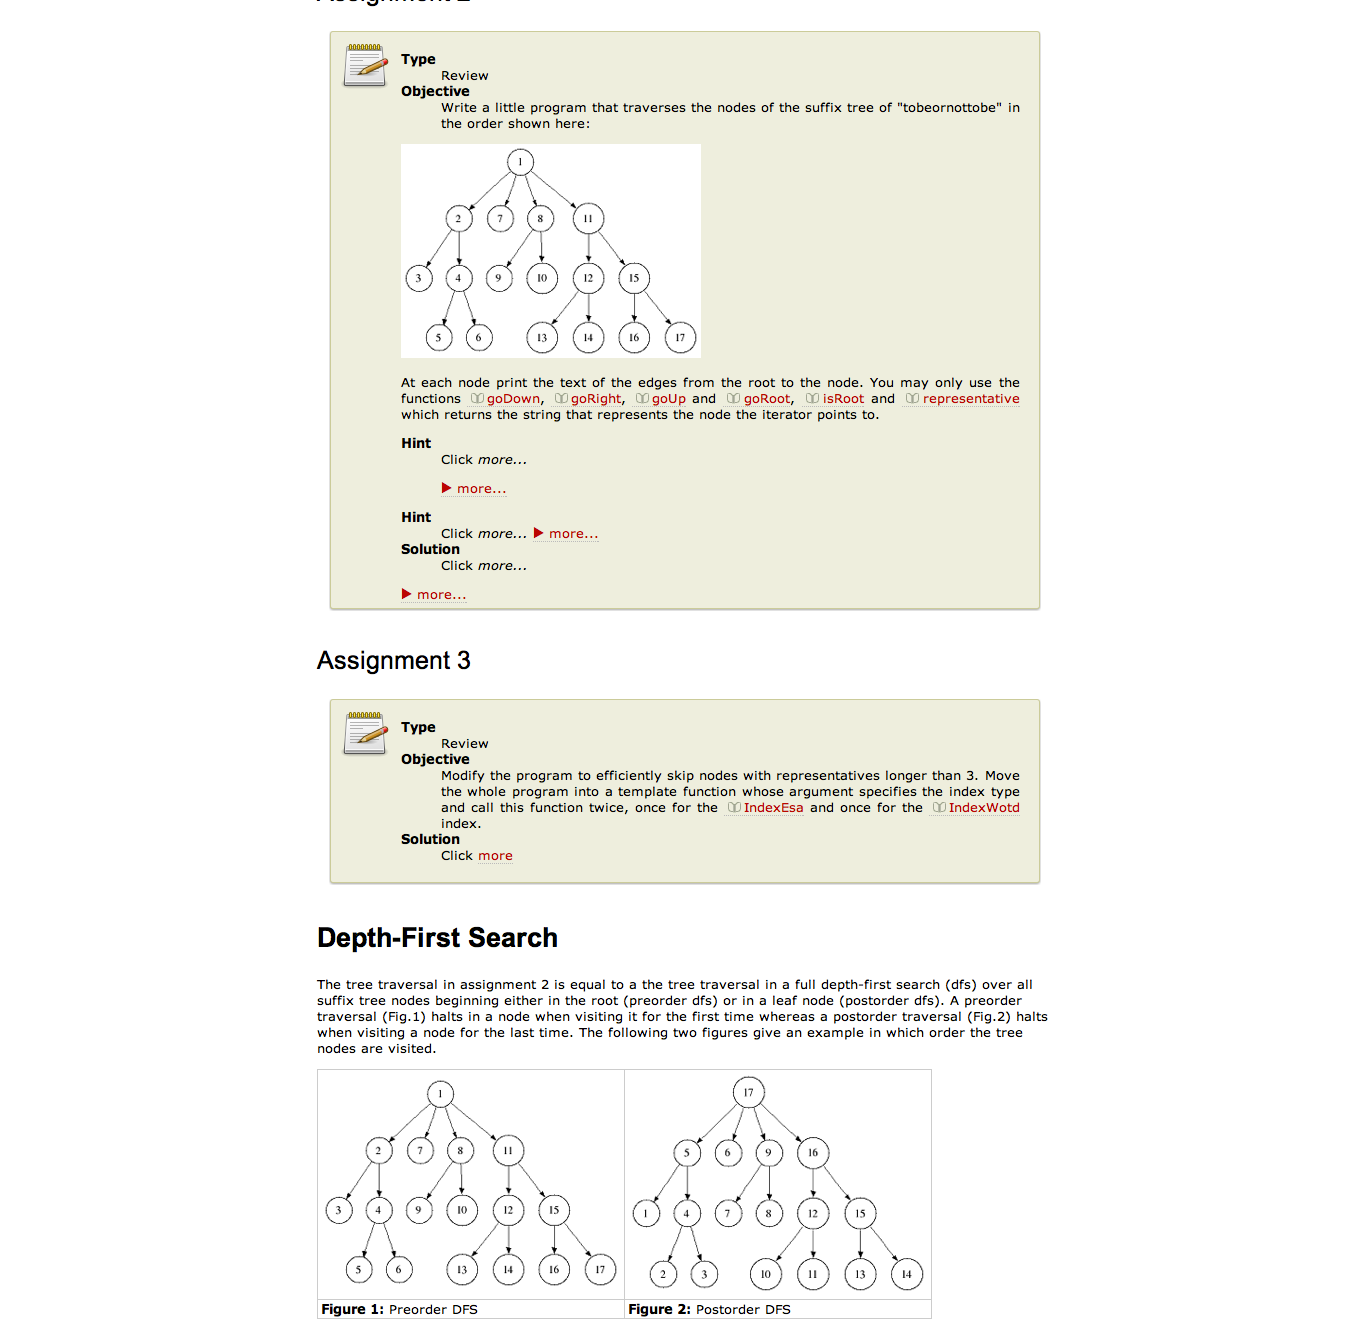 Assignment 2
Type
Review
Objective
Write a little program that traverses the nodes of the suffix tree of "tobeornottobe" in
the order shown here:
1
2 7 8 11
3 4 9 10 12 15
5 6 13 14 16 17
At each node print the text of the edges from the root to the node. You may only use the
functions goDown, goRight, goUp and goRoot, isRoot and representative
which returns the string that represents the node the iterator points to.
Hint
Click more...
more...
Hint
Click more... more...
Solution
Click more...
more...
Assignment 3
Type
Review
Objective
Modify the program to efficiently skip nodes with representatives longer than 3. Move
the whole program into a template function whose argument specifies the index type
and call this function twice, once for the IndexEsa and once for the IndexWotd
index.
Solution
Click more
Depth-First Search
The tree traversal in assignment 2 is equal to a the tree traversal in a full depth-first search (dfs) over all
suffix tree nodes beginning either in the root (preorder dfs) or in a leaf node (postorder dfs). A preorder
traversal (Fig.1) halts in a node when visiting it for the first time whereas a postorder traversal (Fig.2) halts
when visiting a node for the last time. The following two figures give an example in which order the tree
nodes are visited.
1
2 7 8 11
3 4 9 10 12 15
5 6 13 14 16 17
Figure 1: Preorder DFS
17
5 6 9 16
1 4 7 8 12 15
2 3 10 11 13 14
Figure 2: Postorder DFS